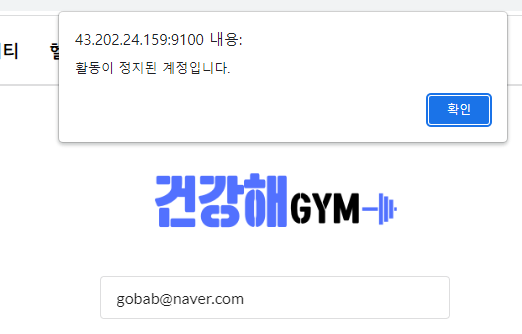 43.202.24.159:9100 내용:
활동이 정지된 계정입니다.
확인
티
헬
건강해GYM
gobab@naver.com